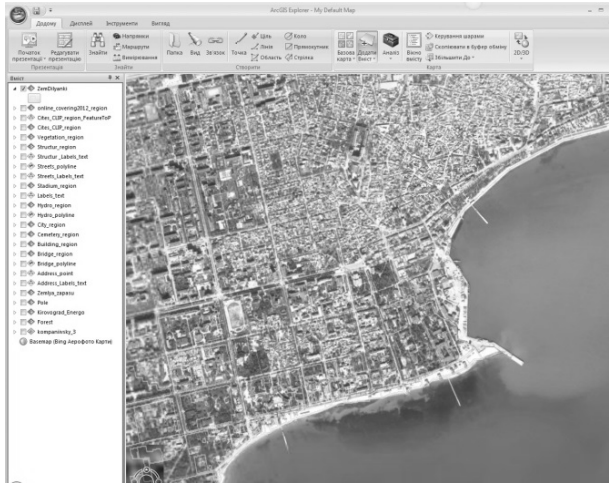 ArcGIS Explorer - My Default Map
Додому Дисплей Інструменти Вигляд
Початок презентації Редагувати презентацію
Презентація
Знайти Напрямки Маршрути Вимірювання
Знайти
Папка Вид Зв'язок Точка Ціль Лінія Область Коло Прямокутник Стрілка
Створити
Базова карта Додати Вміст Аналіз Вікно вмісту Керування шарами Скопіювати в буфер обміну Збільшити До 2D/3D
Карта
Вміст
ZemDilyanki
online_covering2012_region
Cites_CLIP_region_FeatureToP
Cites_CLIP_region
Vegetation_region
Structur_region
Structur_Labels_text
Streets_polyline
Streets_Labels_text
Stadium_region
Labels_text
Hydro_region
Hydro_polyline
City_region
Cemetery_region
Building_region
Bridge_region
Bridge_polyline
Address_point
Address_Labels_text
Zemlya_zapasu
Pole
Kirovograd_Energo
Forest
kompaniivsky_3
Basemap (Bing Аерофото Карти)